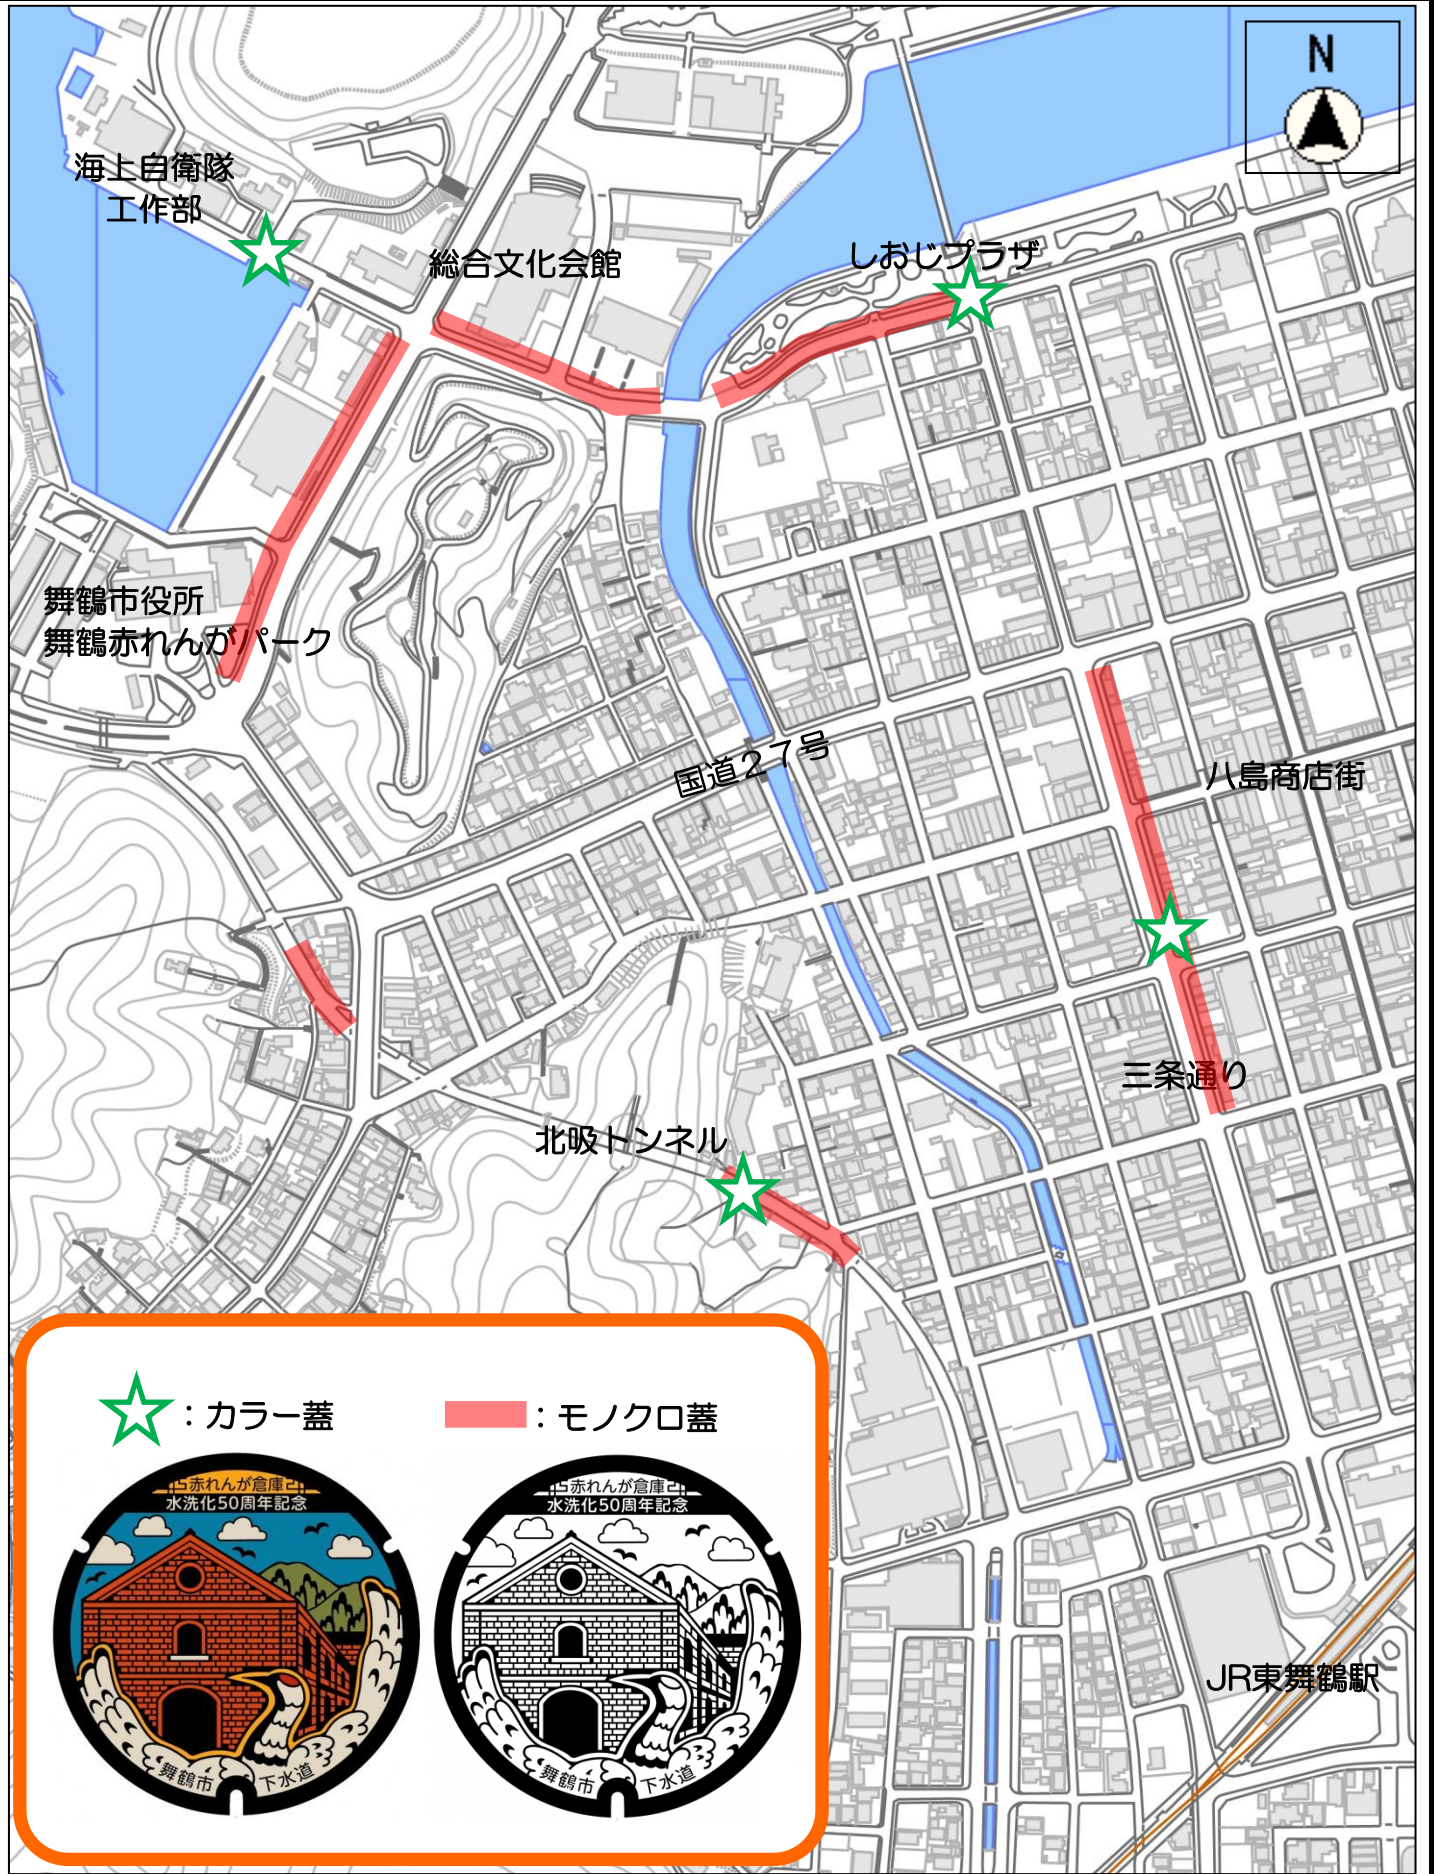 N
海上自衛隊
工作部
総合文化会館
しおじプラザ
舞鶴市役所
舞鶴赤れんがパーク
国道27号
八島商店街
三条通り
北吸トンネル
：カラー蓋
：モノクロ蓋
赤れんが倉庫
水洗化50周年記念
舞鶴市
下水道
赤れんが倉庫
水洗化50周年記念
舞鶴市
下水道
JR東舞鶴駅